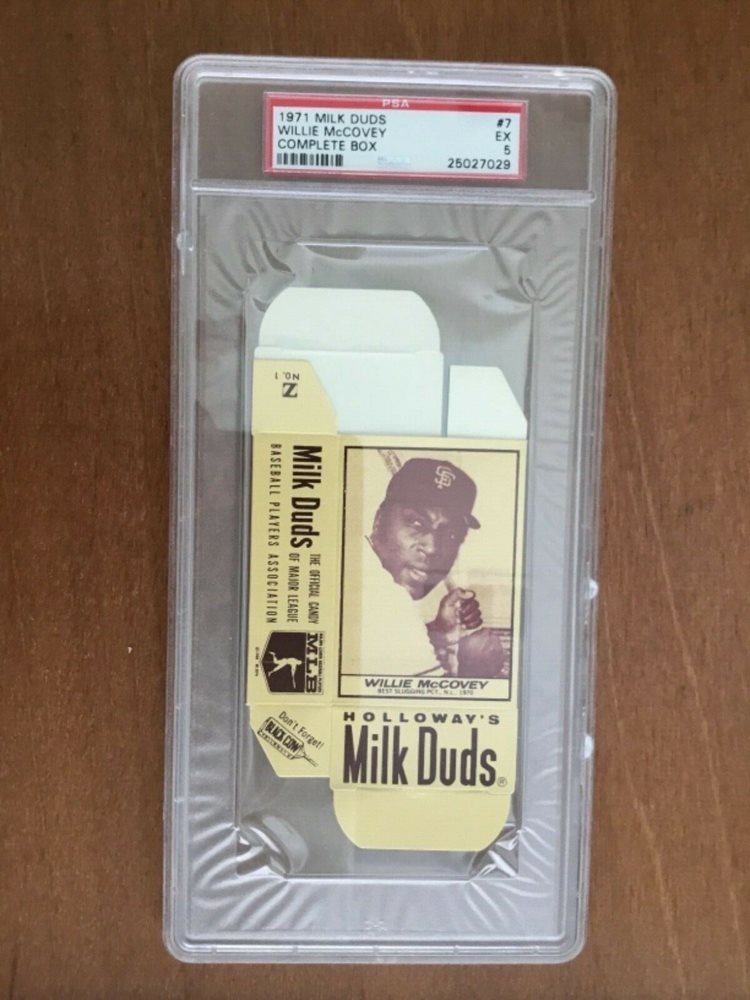 PSA
1971 MILK DUDS #7
WILLIE McCOVEY EX
COMPLETE BOX 5
25027029
Z
No. 1
Milk Duds THE OFFICIAL CANDY
OF MAJOR LEAGUE
BASEBALL PLAYERS ASSOCIATION
MLB
SF
WILLIE McCOVEY
BEST SLUGGING PCT., N.L. 1970
Don't Forget!
BLACK COW
HOLLOWAY'S
Milk Duds®